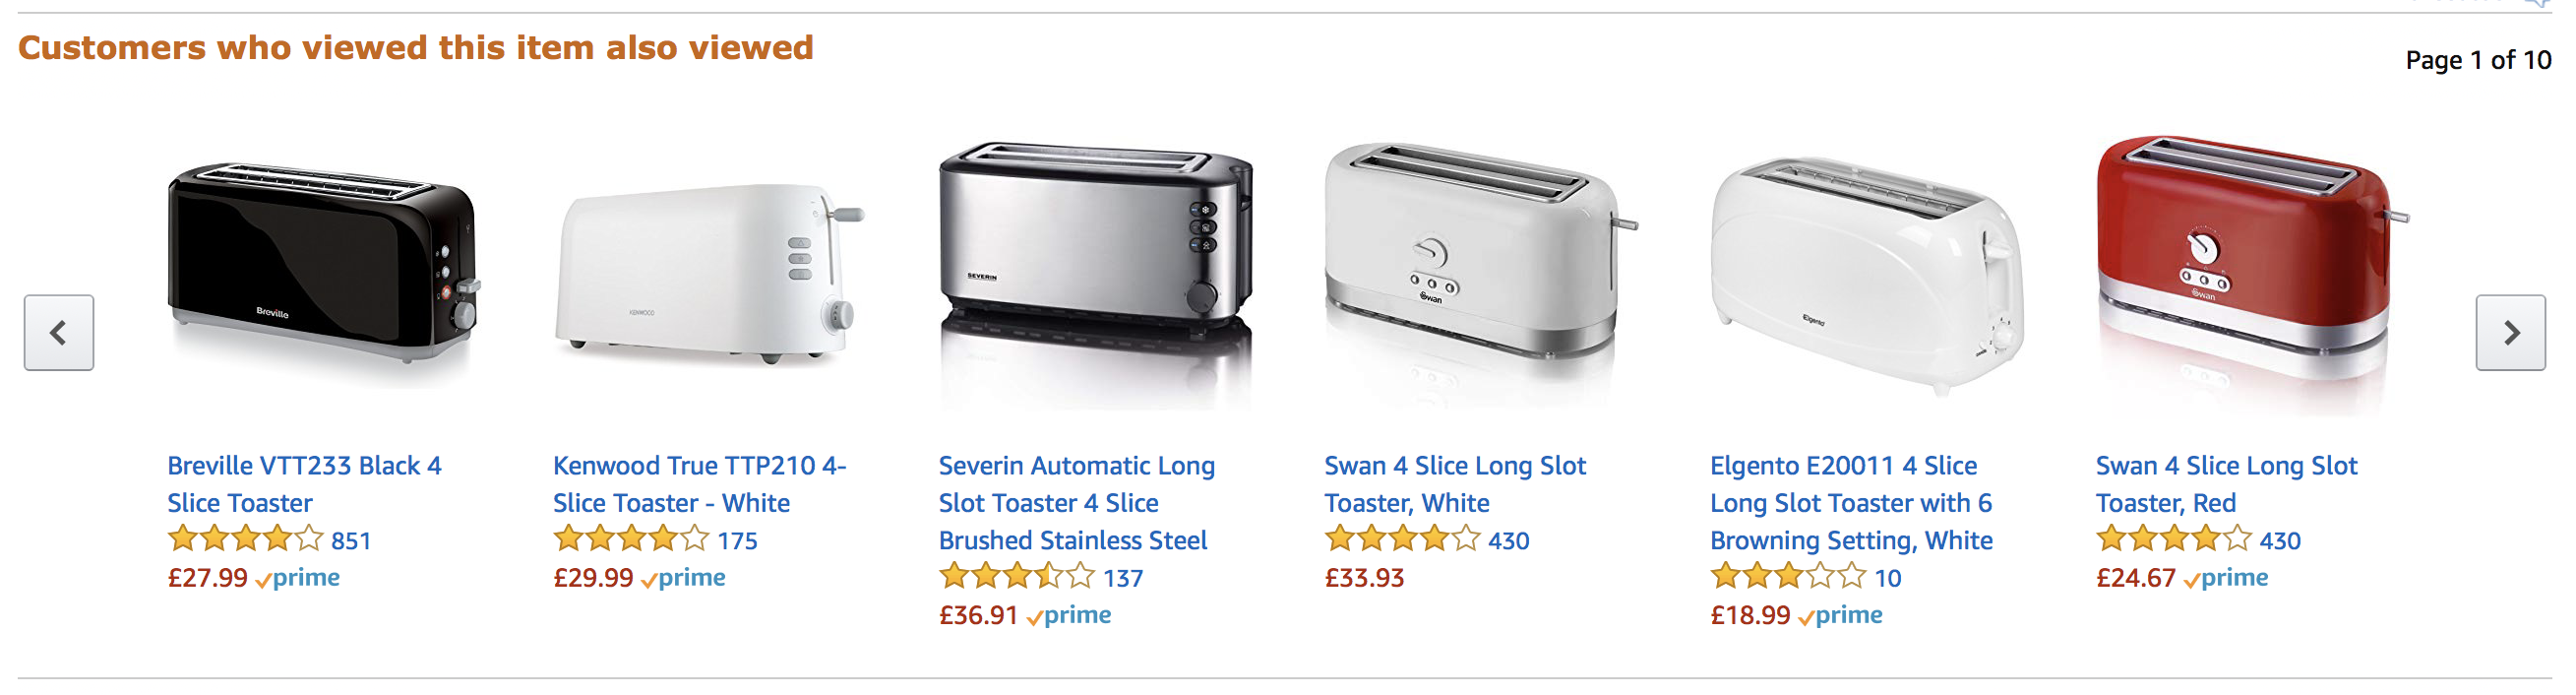 Customers who viewed this item also viewed
Page 1 of 10
Breville
KENWOOD
SEVERIN
Swan
Elgento
Swan
Breville VTT233 Black 4
Slice Toaster
851
£27.99 prime
Kenwood True TTP210 4-
Slice Toaster - White
175
£29.99 prime
Severin Automatic Long
Slot Toaster 4 Slice
Brushed Stainless Steel
137
£36.91 prime
Swan 4 Slice Long Slot
Toaster, White
430
£33.93
Elgento E20011 4 Slice
Long Slot Toaster with 6
Browning Setting, White
10
£18.99 prime
Swan 4 Slice Long Slot
Toaster, Red
430
£24.67 prime